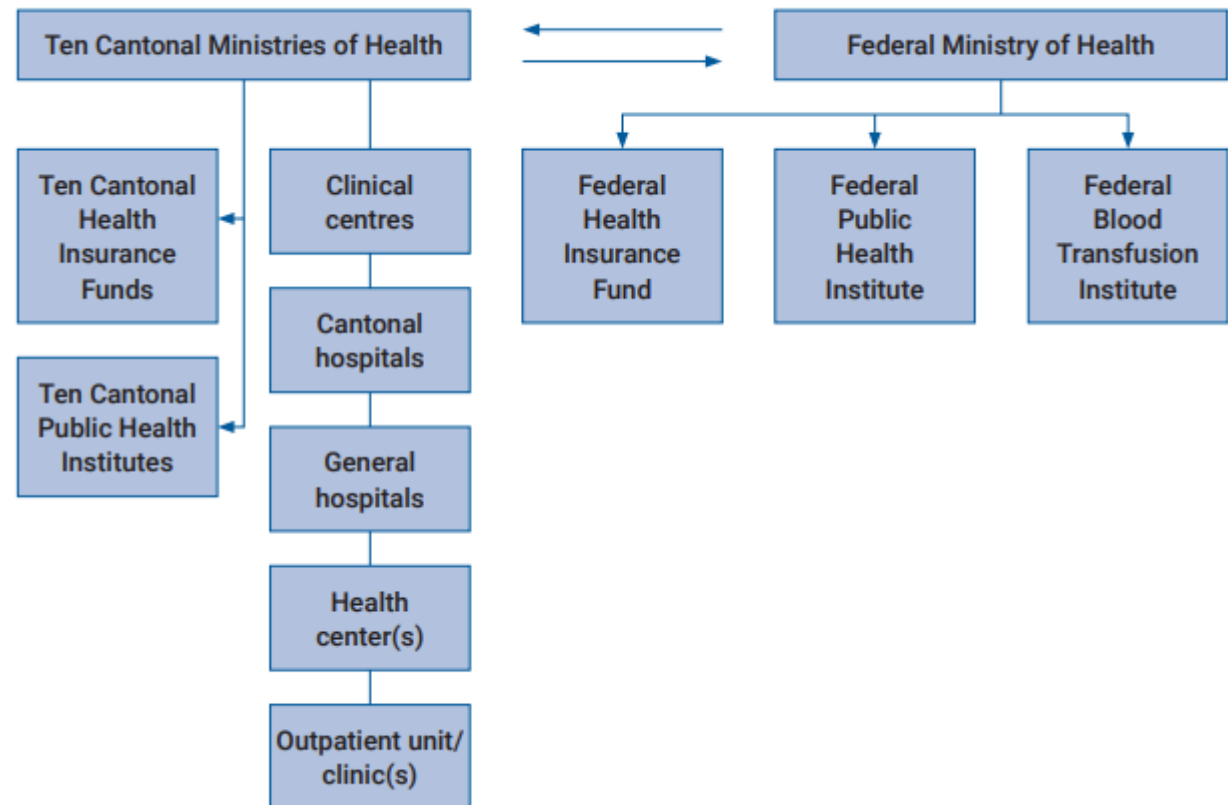 Ten Cantonal Ministries of Health
Federal Ministry of Health
Ten Cantonal
Health
Insurance
Funds
Clinical
centres
Federal
Health
Insurance
Fund
Federal
Public
Health
Institute
Federal
Blood
Transfusion
Institute
Cantonal
hospitals
Ten Cantonal
Public Health
Institutes
General
hospitals
Health
center(s)
Outpatient unit/
clinic(s)